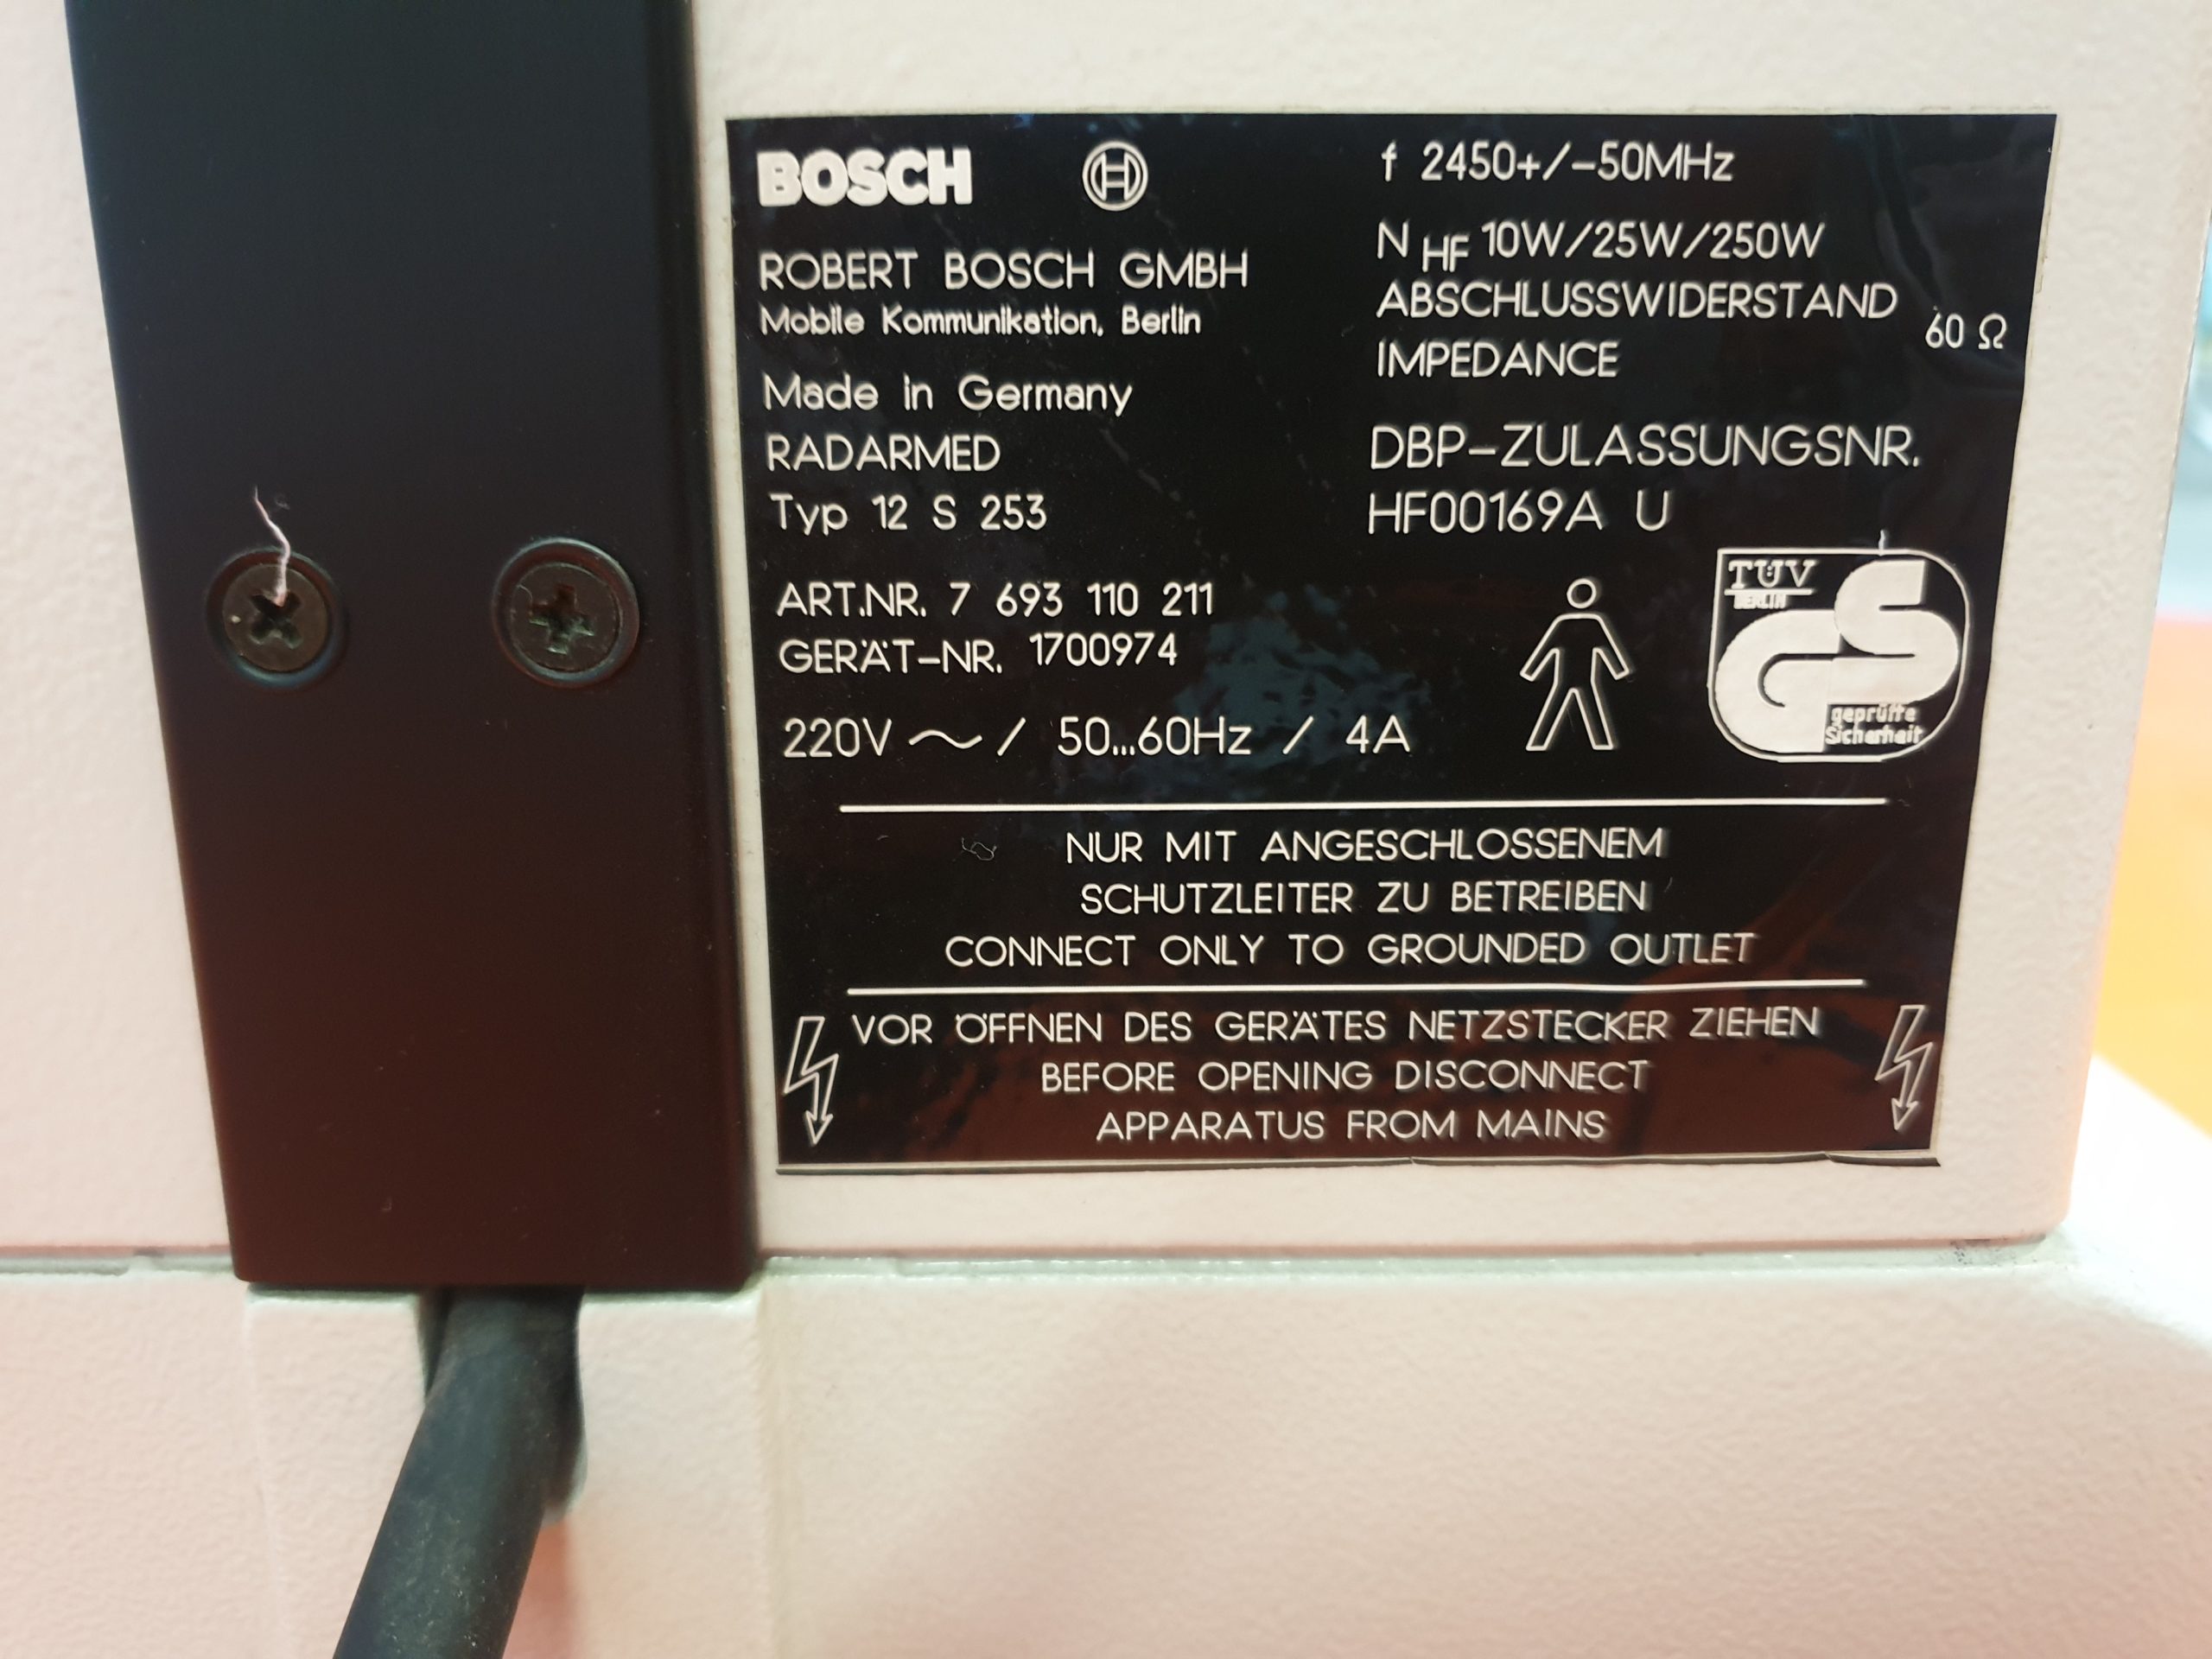 BOSCH
ROBERT BOSCH GMBH
Mobile Kommunikation, Berlin
Made in Germany
RADARMED
Typ 12 S 253
ART.NR. 7 693 110 211
GERÄT-NR. 1700974
220V ~ / 50...60Hz / 4A
f 2450+/-50MHz
N HF 10W/25W/250W
ABSCHLUSSWIDERSTAND
IMPEDANCE 60 Ω
DBP-ZULASSUNGSNR.
HF00169A U
TÜV
BERLIN
GS
geprüfte
Sicherheit
NUR MIT ANGESCHLOSSENEM
SCHUTZLEITER ZU BETREIBEN
CONNECT ONLY TO GROUNDED OUTLET
VOR ÖFFNEN DES GERÄTES NETZSTECKER ZIEHEN
BEFORE OPENING DISCONNECT
APPARATUS FROM MAINS